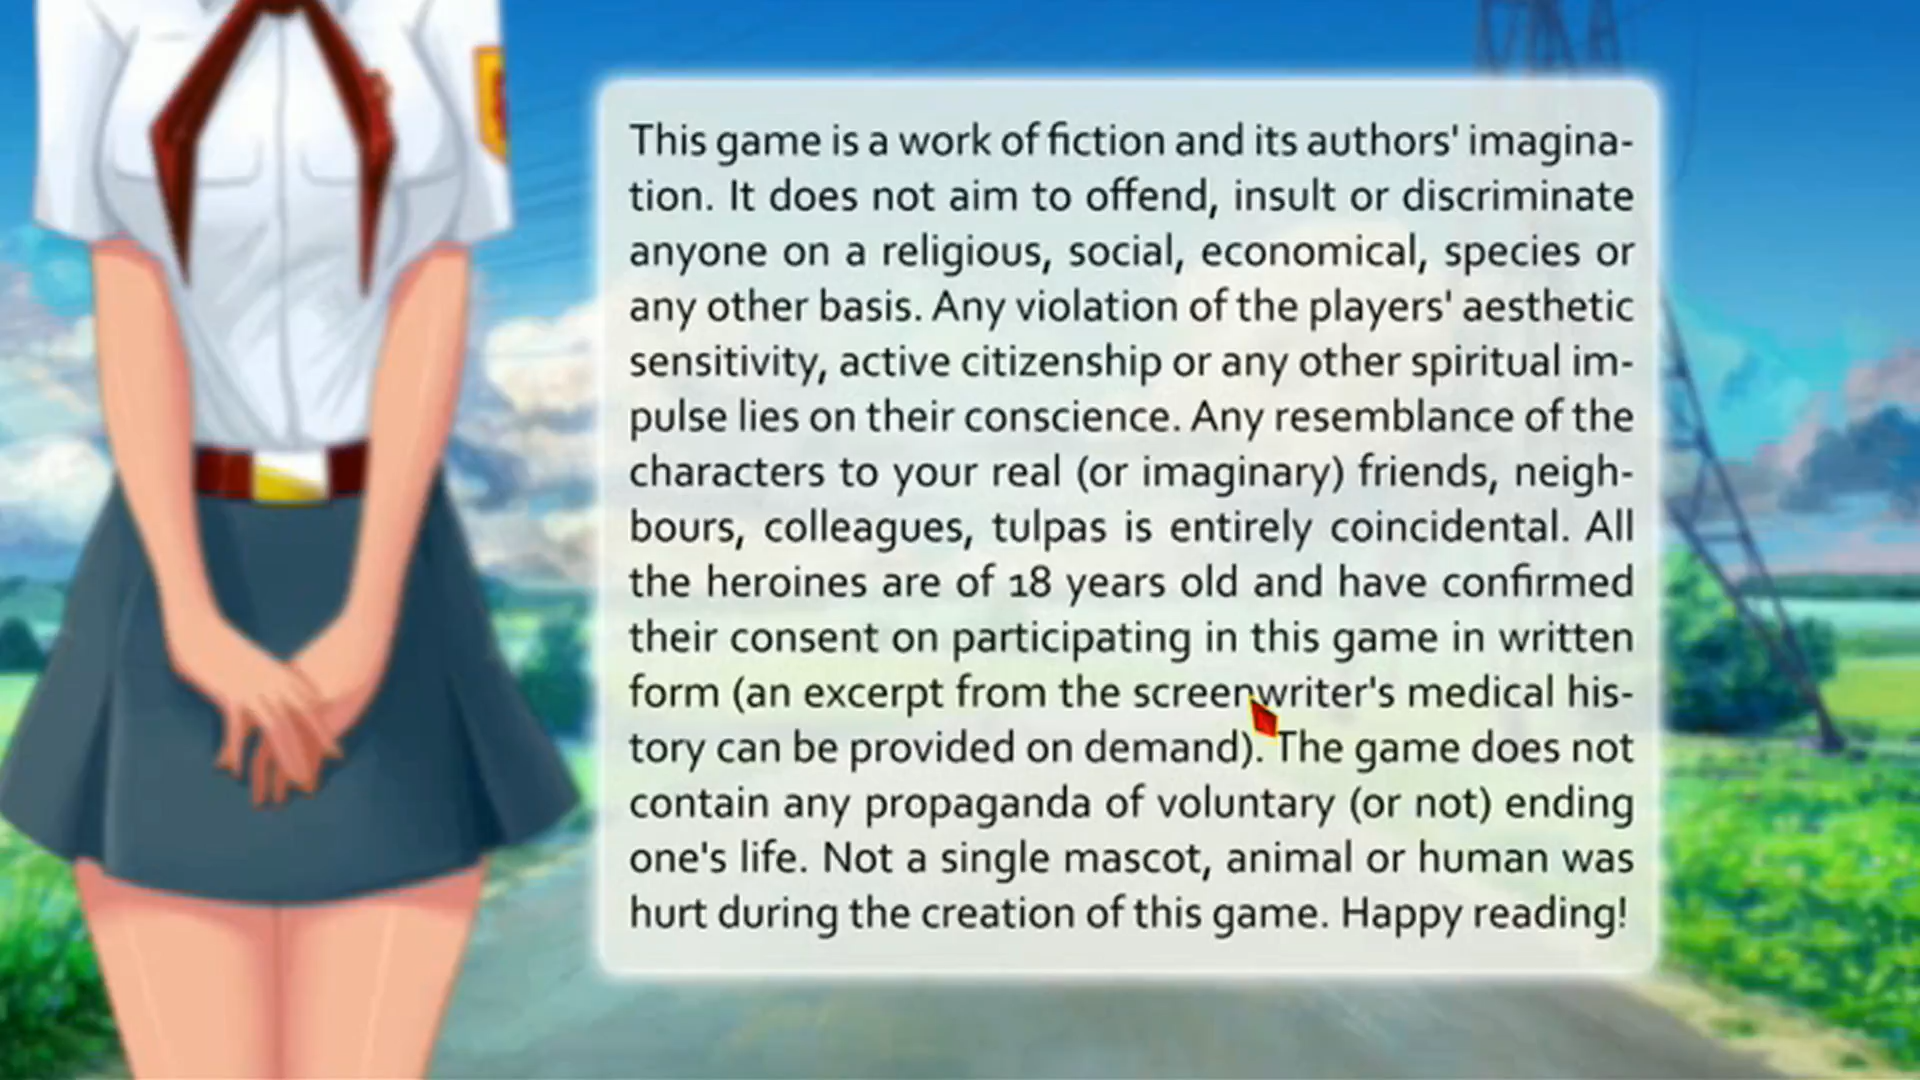 This game is a work of fiction and its authors' imagina-
tion. It does not aim to offend, insult or discriminate
anyone on a religious, social, economical, species or
any other basis. Any violation of the players' aesthetic
sensitivity, active citizenship or any other spiritual im-
pulse lies on their conscience. Any resemblance of the
characters to your real (or imaginary) friends, neigh-
bours, colleagues, tulpas is entirely coincidental. All
the heroines are of 18 years old and have confirmed
their consent on participating in this game in written
form (an excerpt from the screenwriter's medical his-
tory can be provided on demand). The game does not
contain any propaganda of voluntary (or not) ending
one's life. Not a single mascot, animal or human was
hurt during the creation of this game. Happy reading!